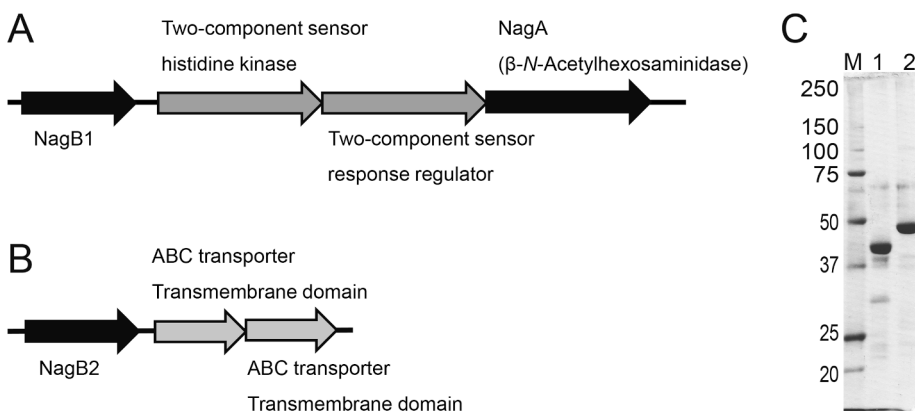 A
Two-component sensor
histidine kinase
NagA
(β-N-Acetylhexosaminidase)
NagB1
Two-component sensor
response regulator
B
ABC transporter
Transmembrane domain
NagB2
ABC transporter
Transmembrane domain
C
M 1 2
250
150
100
75
50
37
25
20